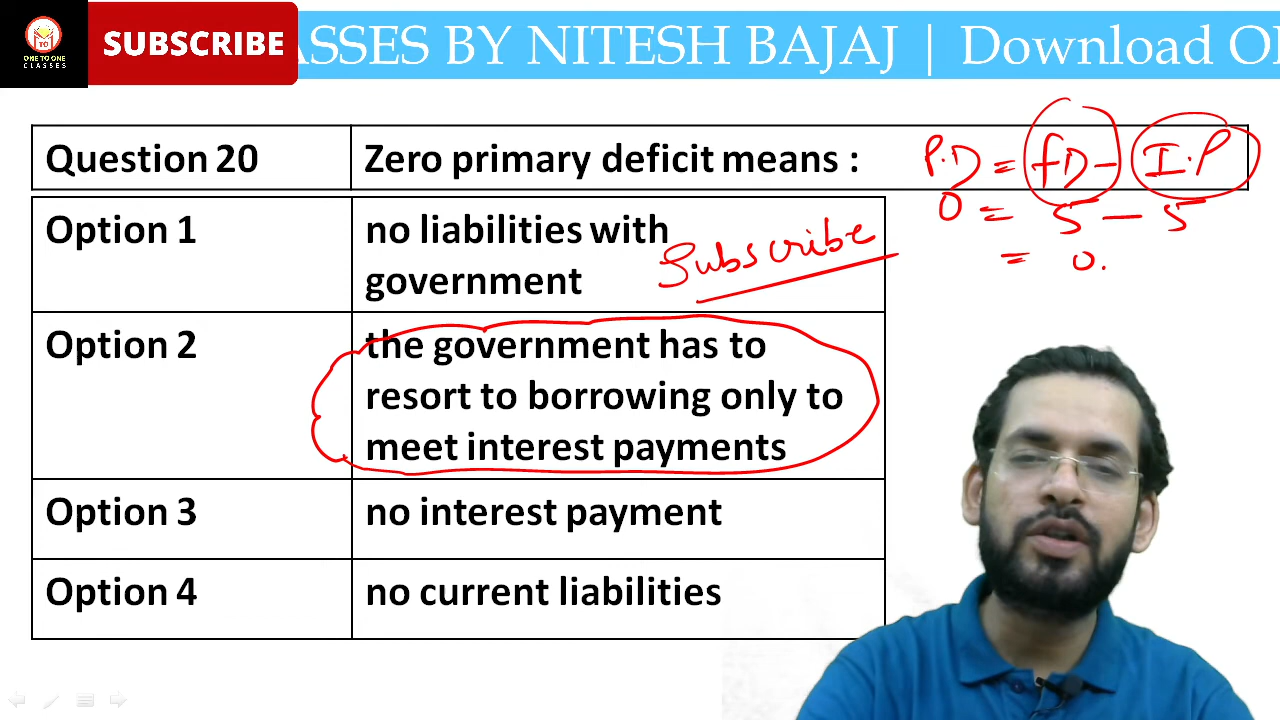 SUBSCRIBE
ASSES BY NITESH BAJAJ | Download O
ONE TO ONE
CLASSES
Question 20
Zero primary deficit means :
P.D = fD - I.P
0 = 5 - 5
= 0.
Option 1
no liabilities with
government
Subscribe
Option 2
the government has to
resort to borrowing only to
meet interest payments
Option 3
no interest payment
Option 4
no current liabilities